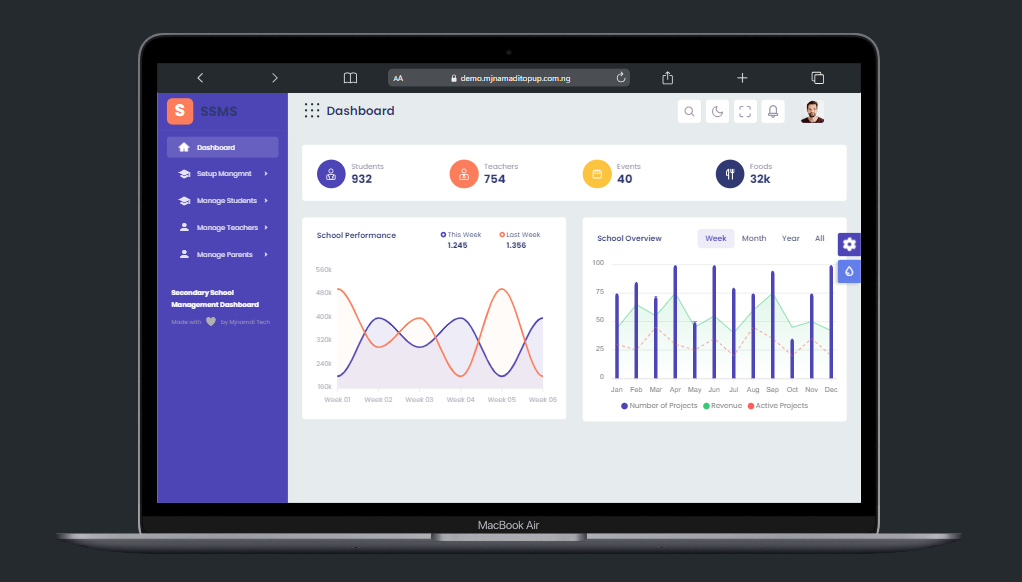 AA demo.mjnamaditopup.com.ng
S SSMS
Dashboard
Setup Mangmnt
Manage Students
Manage Teachers
Manage Parents
Secondary School
Management Dashboard
Made with by Mjnamdi Tech
Dashboard
Students
932
Teachers
754
Events
40
Foods
32k
School Performance
This Week
1.245
Last Week
1.356
560k
480k
400k
320k
240k
160k
Week 01 Week 02 Week 03 Week 04 Week 05 Week 06
School Overview
Week Month Year All
100
75
50
25
0
Jan Feb Mar Apr May Jun Jul Aug Sep Oct Nov Dec
Number of Projects Revenue Active Projects
MacBook Air